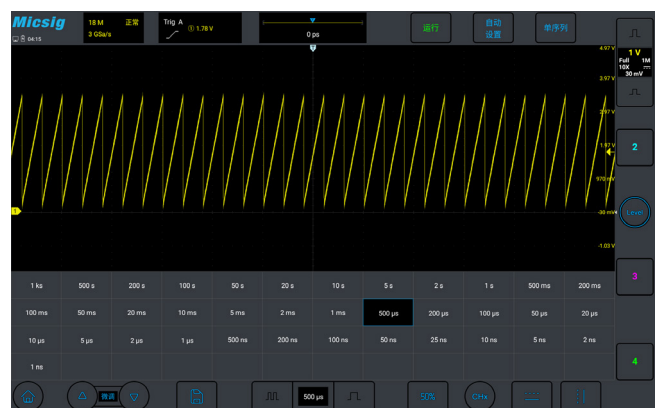 Micsig
04:15
18 M 正常
3 GSa/s
Trig A ① 1.78 V
0 ps
运行
自动
设置
单序列
1 V
Full 1M
10X
30 mV
4.97 V
3.97 V
2.97 V
1.97 V
970 mV
-30 mV
-1.03 V
1
2
Level
3
4
1 ks 500 s 200 s 100 s 50 s 20 s 10 s 5 s 2 s 1 s 500 ms 200 ms
100 ms 50 ms 20 ms 10 ms 5 ms 2 ms 1 ms 500 μs 200 μs 100 μs 50 μs 20 μs
10 μs 5 μs 2 μs 1 μs 500 ns 200 ns 100 ns 50 ns 25 ns 10 ns 5 ns 2 ns
1 ns
微调
500 μs
50%
CHx